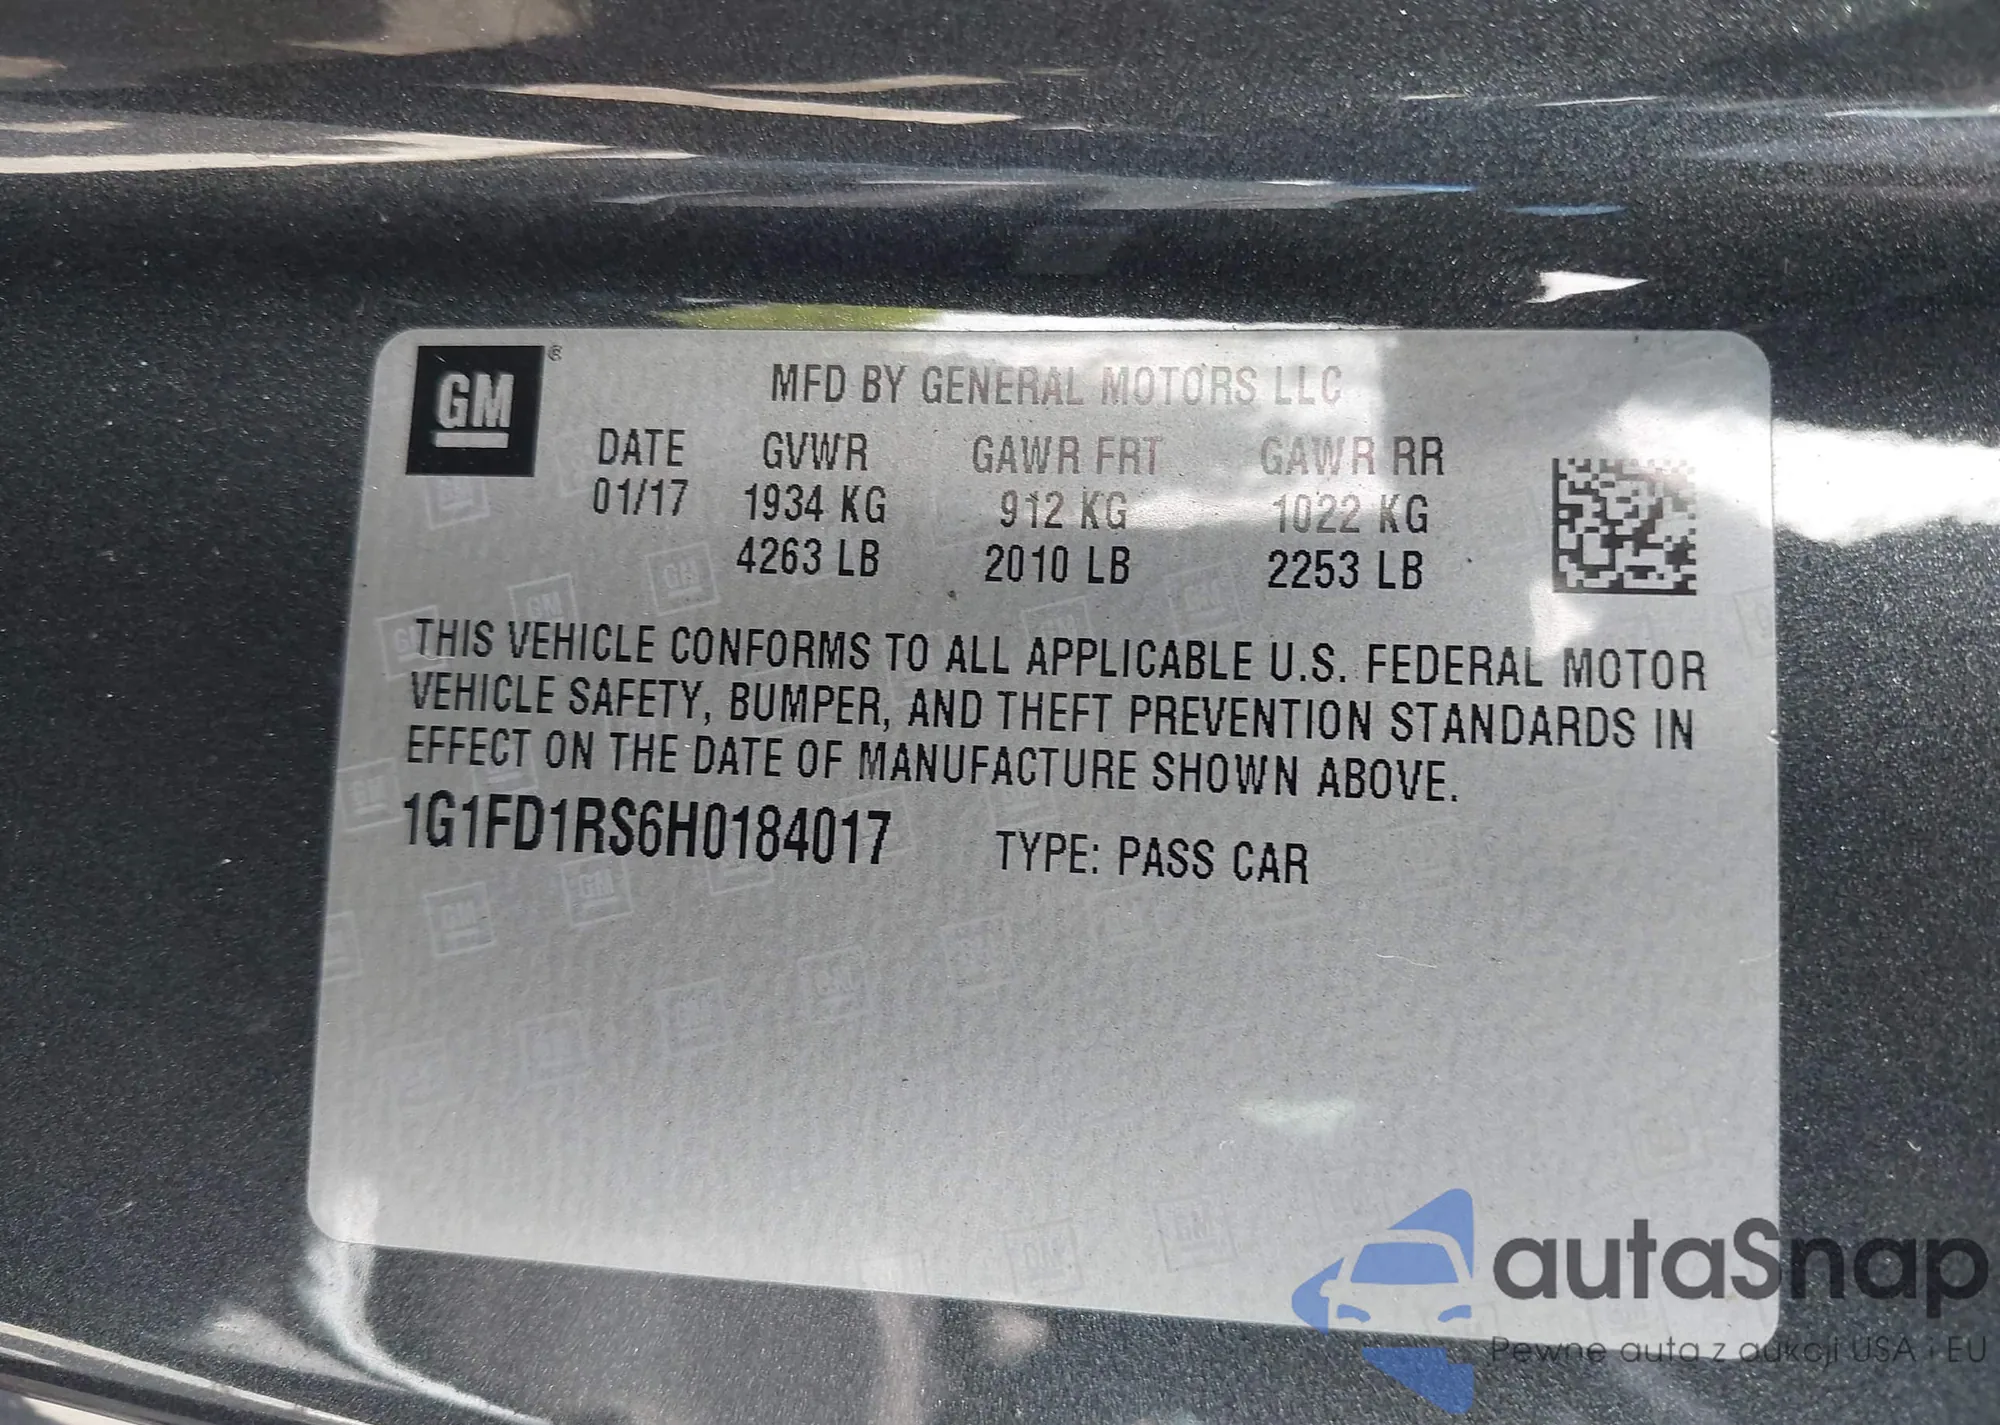 GM ®
MFD BY GENERAL MOTORS LLC
DATE GVWR GAWR FRT GAWR RR
01/17 1934 KG 912 KG 1022 KG
4263 LB 2010 LB 2253 LB
THIS VEHICLE CONFORMS TO ALL APPLICABLE U.S. FEDERAL MOTOR
VEHICLE SAFETY, BUMPER, AND THEFT PREVENTION STANDARDS IN
EFFECT ON THE DATE OF MANUFACTURE SHOWN ABOVE.
1G1FD1RS6H0184017 TYPE: PASS CAR
autaSnap
Pewne auta z aukcji USA i EU